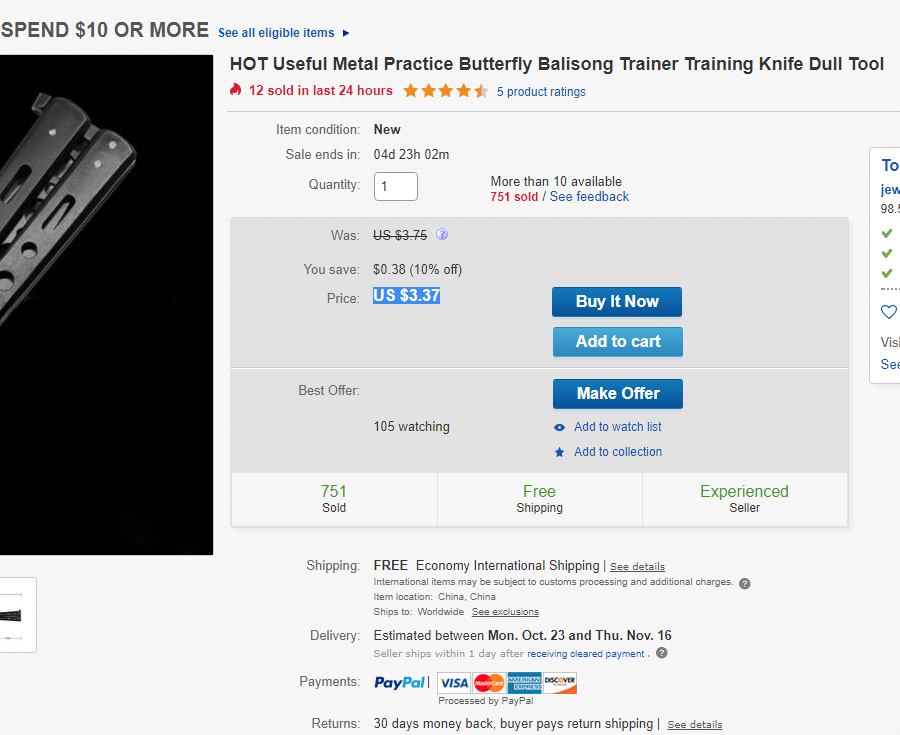 SPEND $10 OR MORE See all eligible items
HOT Useful Metal Practice Butterfly Balisong Trainer Training Knife Dull Tool
12 sold in last 24 hours 5 product ratings
Item condition: New
Sale ends in: 04d 23h 02m
Quantity: 1
More than 10 available
751 sold / See feedback
Was: US $3.75 ?
You save: $0.38 (10% off)
Price: US $3.37
Buy It Now
Add to cart
Best Offer:
Make Offer
105 watching
Add to watch list
Add to collection
751
Sold
Free
Shipping
Experienced
Seller
Shipping: FREE Economy International Shipping | See details
International items may be subject to customs processing and additional charges. ?
Item location: China, China
Ships to: Worldwide See exclusions
Delivery: Estimated between Mon. Oct. 23 and Thu. Nov. 16
Seller ships within 1 day after receiving cleared payment . ?
Payments: PayPal | VISA MasterCard AMERICAN EXPRESS DISCOVER
Processed by PayPal
Returns: 30 days money back, buyer pays return shipping | See details
To
jew
98.5
Visi
See